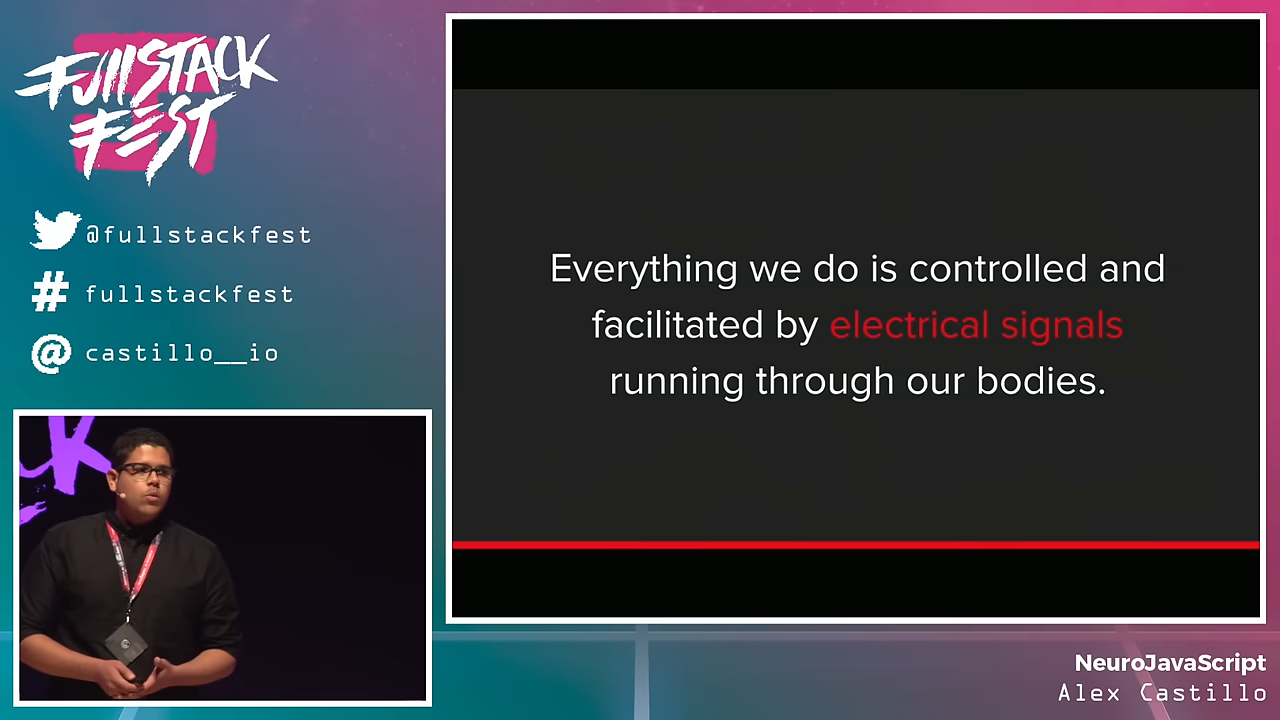 FullSTACK
FEST
@fullstackfest
# fullstackfest
@ castillo__io
Everything we do is controlled and
facilitated by electrical signals
running through our bodies.
NeuroJavaScript
Alex Castillo